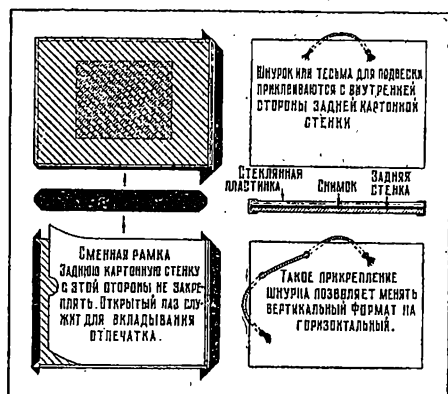 Шнурок или тесьма для подвески
приклеиваются с внутренней
стороны задней картонной
стенки
Стеклянная
пластинка
Снимок
Задняя
стенка
Сменная рамка
Заднюю картонную стенку
с этой стороны не закре-
плять. Открытый паз слу-
жит для вкладывания
отпечатка.
Такое прикрепление
шнурка позволяет менять
вертикальный формат на
горизонтальный.